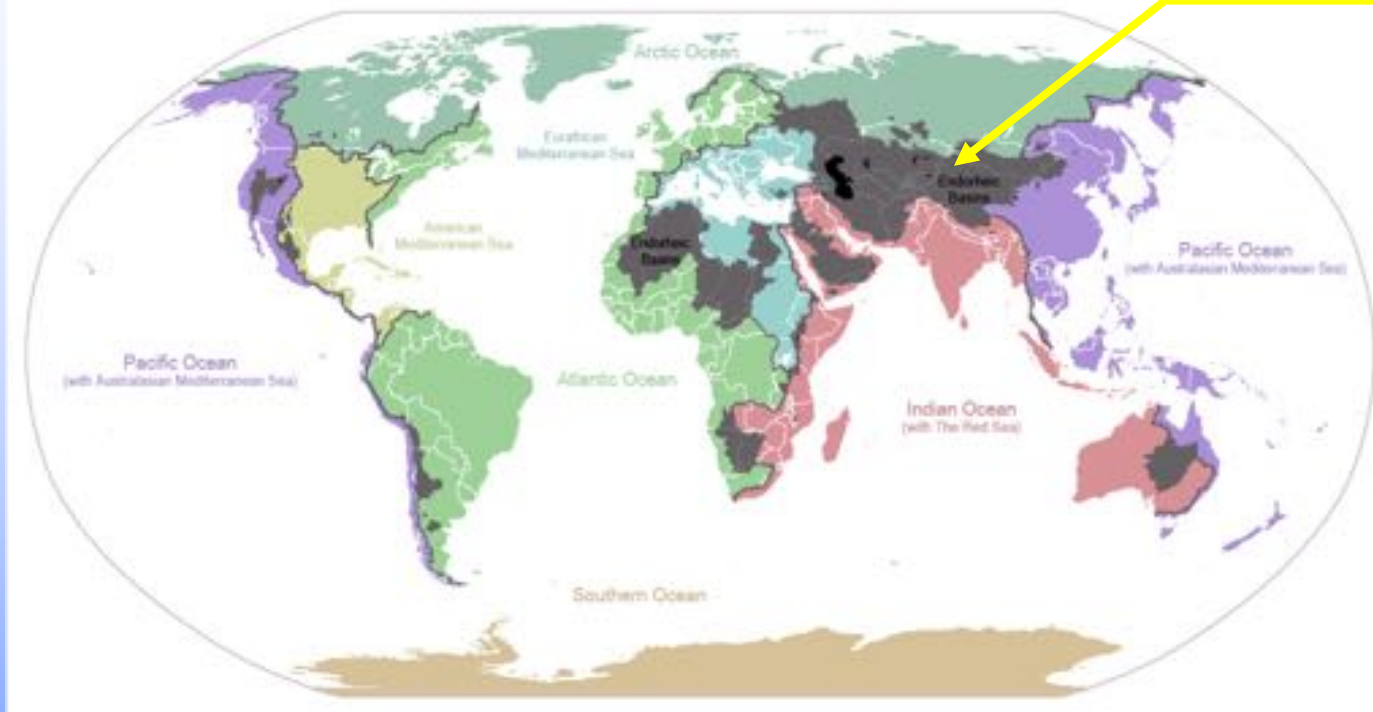 Arctic Ocean
Eurafrican
Mediterranean Sea
Endorheic
Basins
American
Mediterranean Sea
Endorheic
Basins
Pacific Ocean
(with Australasian Mediterranean Sea)
Pacific Ocean
(with Australasian Mediterranean Sea)
Atlantic Ocean
Indian Ocean
(with The Red Sea)
Southern Ocean